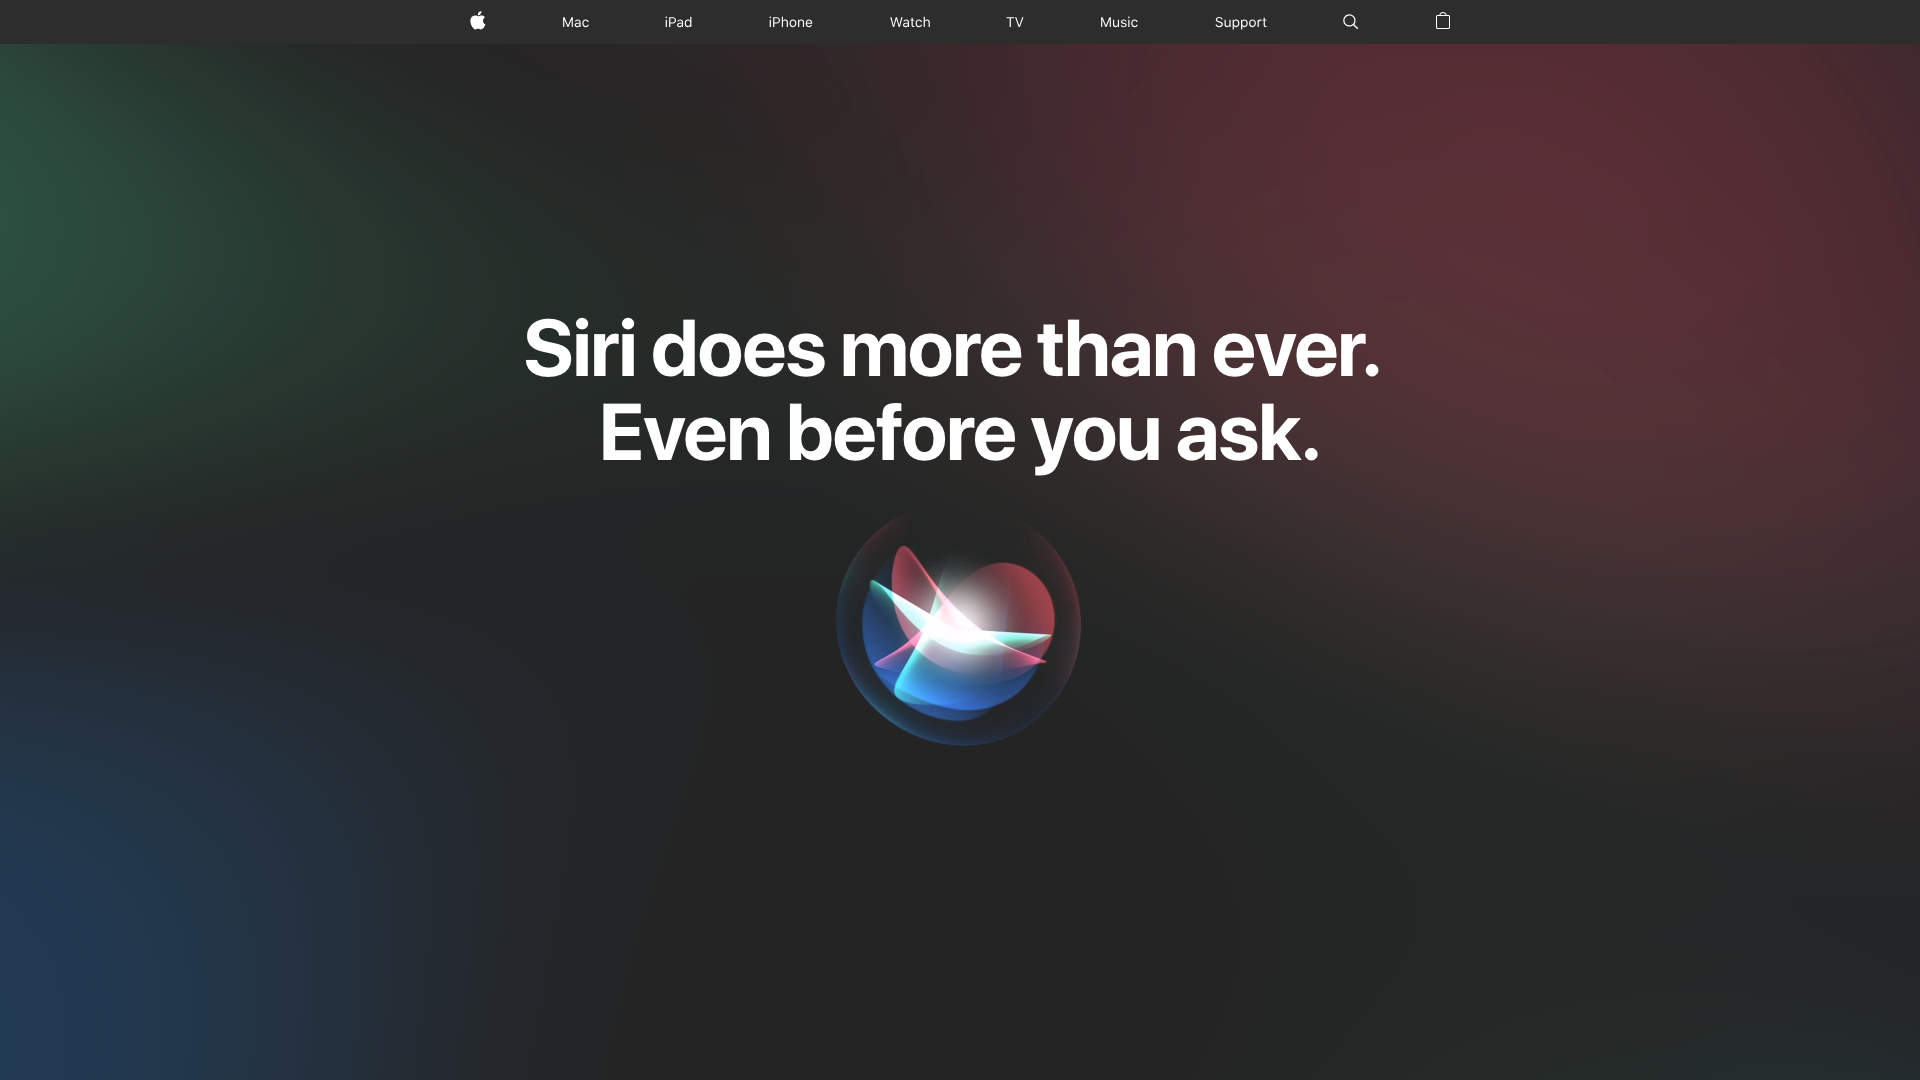 Mac iPad iPhone Watch TV Music Support
Siri does more than ever.
Even before you ask.